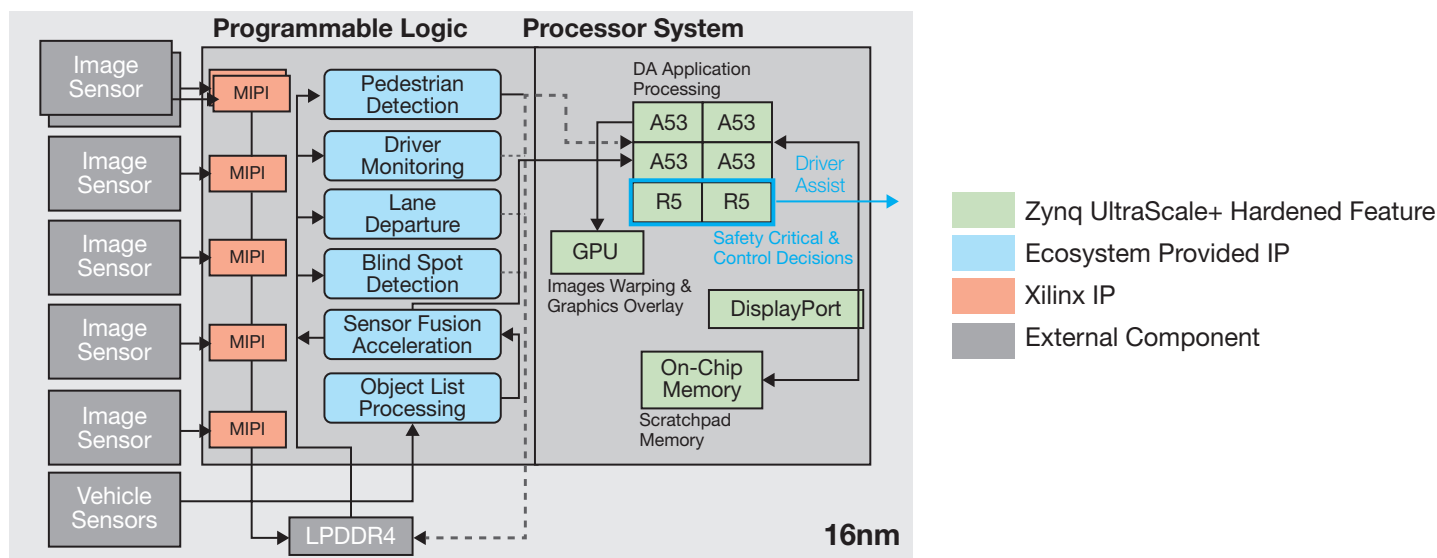 Programmable Logic
Processor System
Image
Sensor
Image
Sensor
Image
Sensor
Image
Sensor
Image
Sensor
Vehicle
Sensors
MIPI
MIPI
MIPI
MIPI
MIPI
Pedestrian
Detection
Driver
Monitoring
Lane
Departure
Blind Spot
Detection
Sensor Fusion
Acceleration
Object List
Processing
LPDDR4
DA Application
Processing
A53 A53
A53 A53
R5 R5
Driver
Assist
Safety Critical &
Control Decisions
GPU
Images Warping &
Graphics Overlay
DisplayPort
On-Chip
Memory
Scratchpad
Memory
16nm
Zynq UltraScale+ Hardened Feature
Ecosystem Provided IP
Xilinx IP
External Component